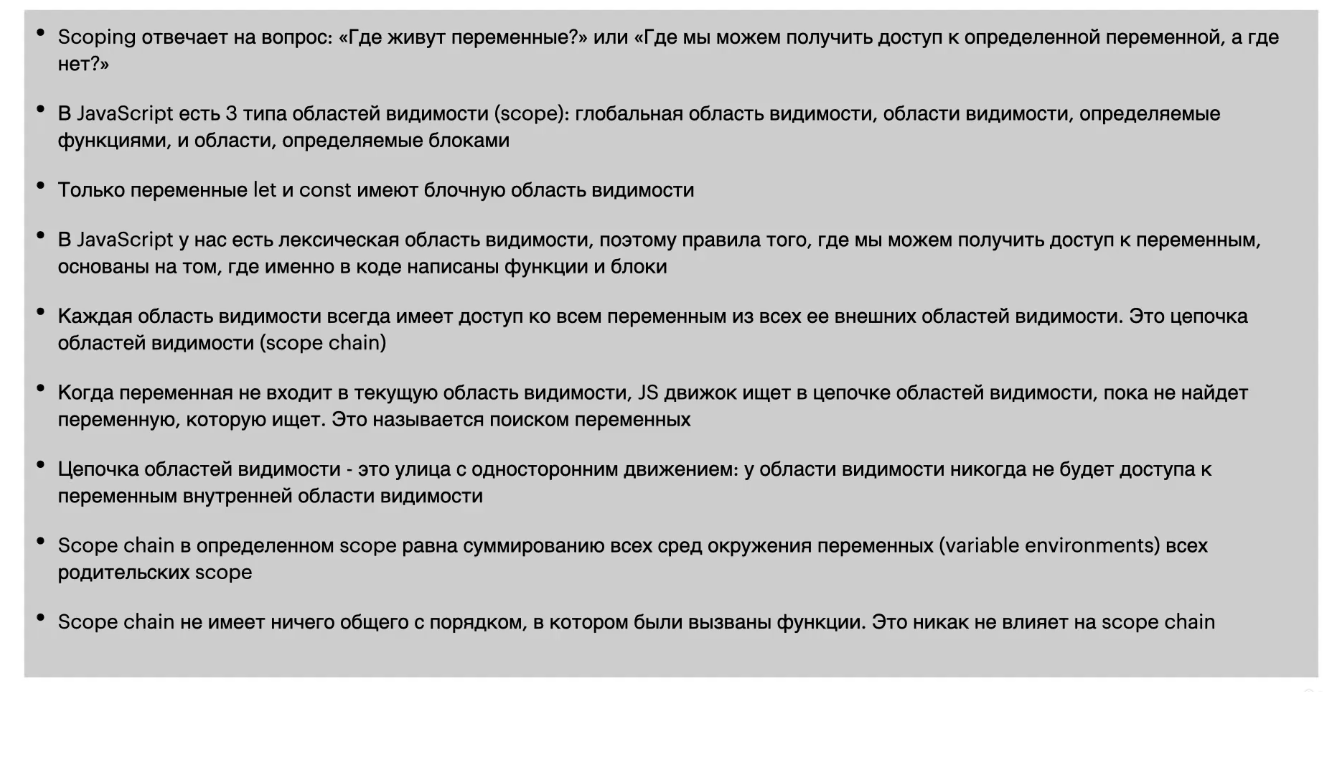 • Scoping отвечает на вопрос: «Где живут переменные?» или «Где мы можем получить доступ к определенной переменной, а где
нет?»
• В JavaScript есть 3 типа областей видимости (scope): глобальная область видимости, области видимости, определяемые
функциями, и области, определяемые блоками
• Только переменные let и const имеют блочную область видимости
• В JavaScript у нас есть лексическая область видимости, поэтому правила того, где мы можем получить доступ к переменным,
основаны на том, где именно в коде написаны функции и блоки
• Каждая область видимости всегда имеет доступ ко всем переменным из всех ее внешних областей видимости. Это цепочка
областей видимости (scope chain)
• Когда переменная не входит в текущую область видимости, JS движок ищет в цепочке областей видимости, пока не найдет
переменную, которую ищет. Это называется поиском переменных
• Цепочка областей видимости - это улица с односторонним движением: у области видимости никогда не будет доступа к
переменным внутренней области видимости
• Scope chain в определенном scope равна суммированию всех сред окружения переменных (variable environments) всех
родительских scope
• Scope chain не имеет ничего общего с порядком, в котором были вызваны функции. Это никак не влияет на scope chain